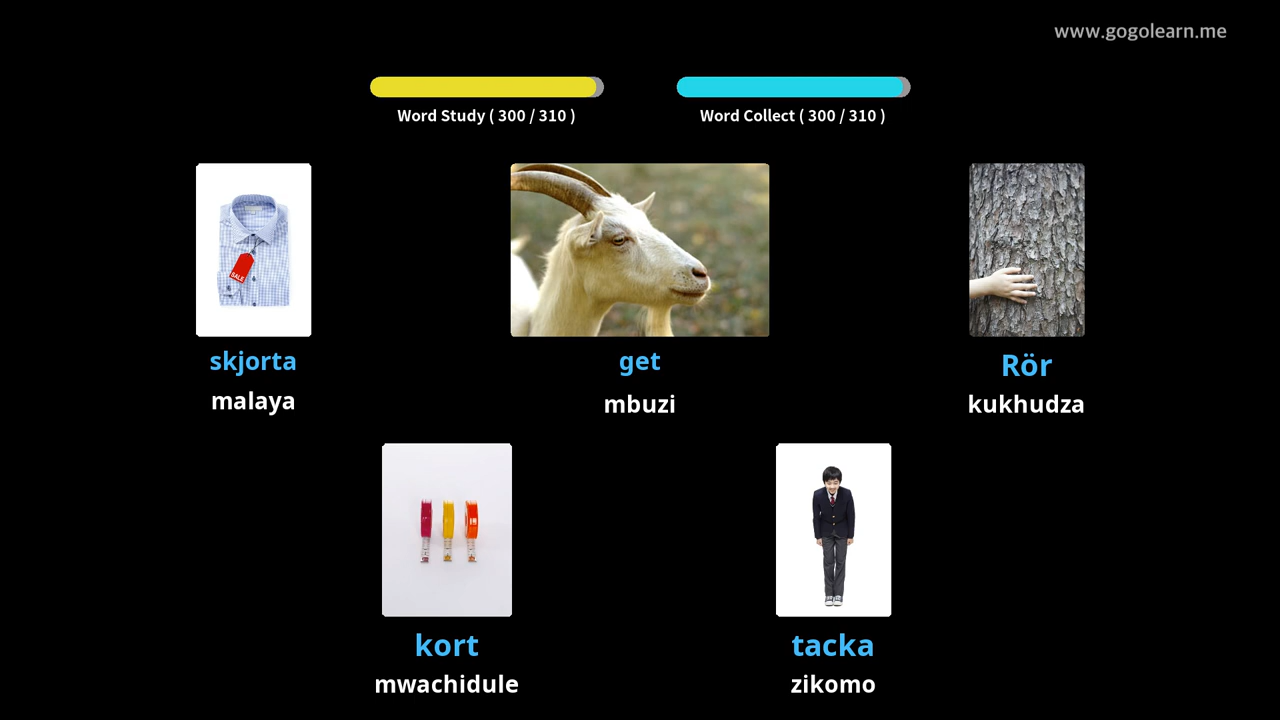 www.gogolearn.me
Word Study ( 300 / 310 )
Word Collect ( 300 / 310 )
SALE
skjorta
malaya
get
mbuzi
Rör
kukhudza
kort
mwachidule
tacka
zikomo